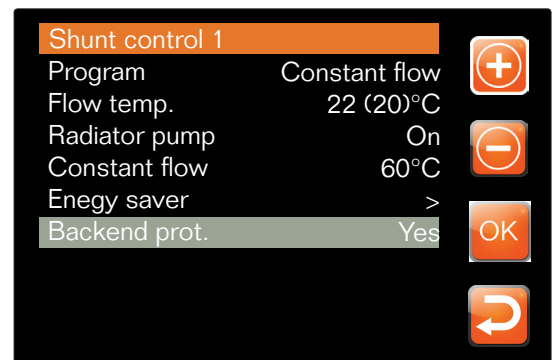 Shunt control 1
Program Constant flow
Flow temp. 22 (20)°C
Radiator pump On
Constant flow 60°C
Enegy saver >
Backend prot. Yes
OK